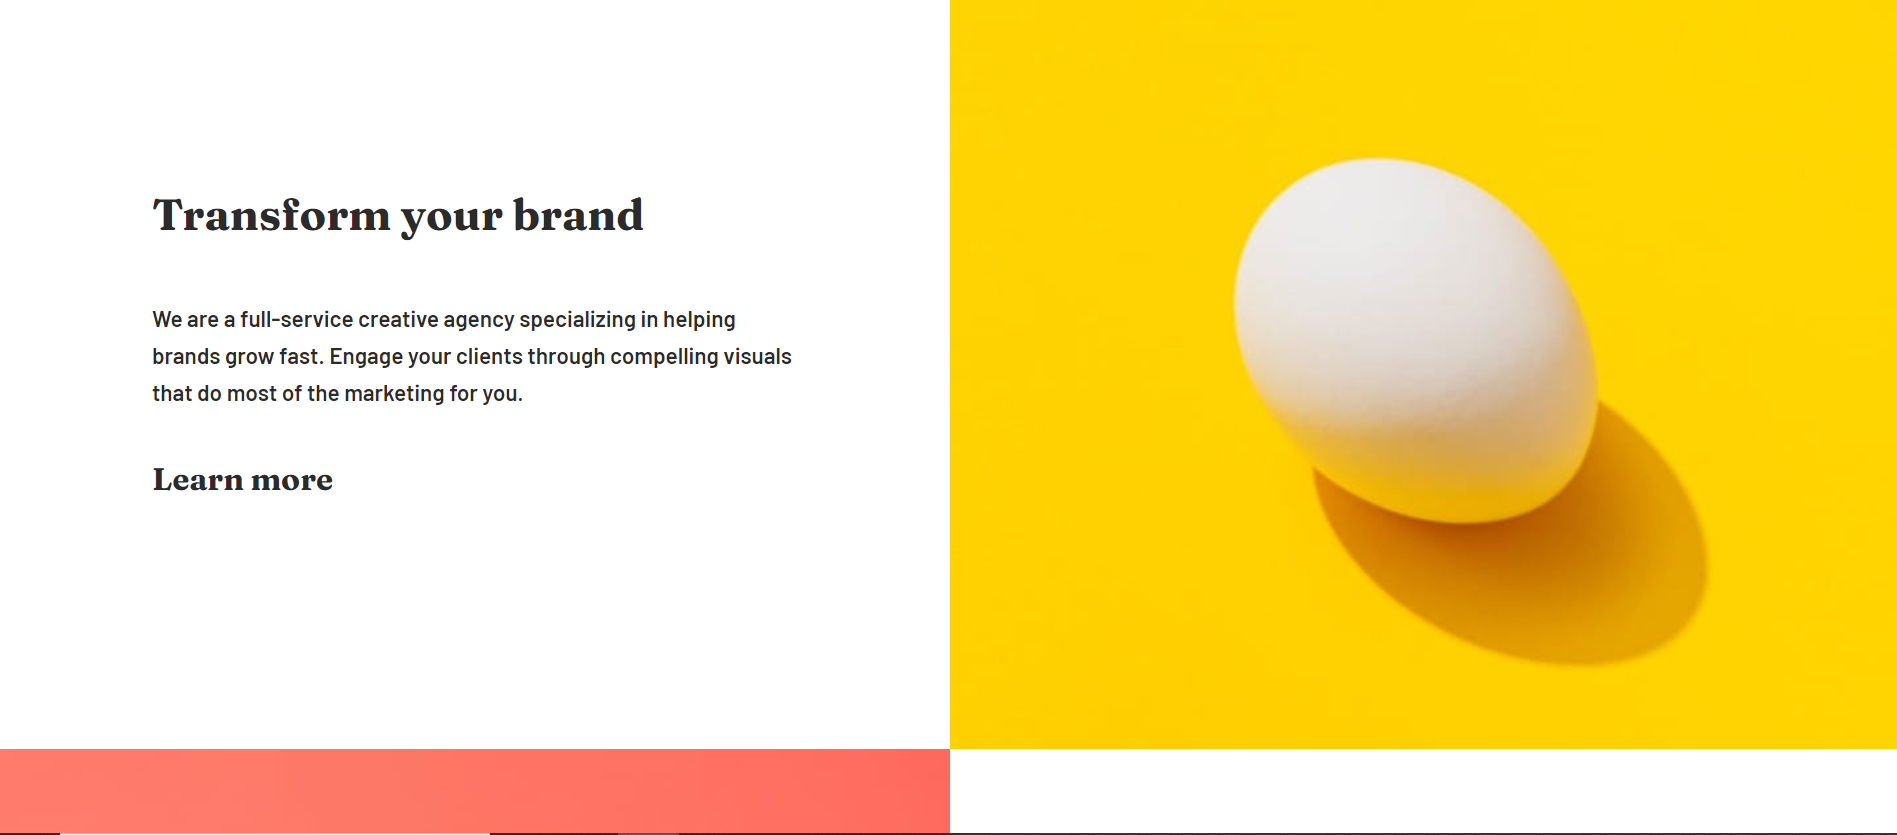 Transform your brand
We are a full-service creative agency specializing in helping
brands grow fast. Engage your clients through compelling visuals
that do most of the marketing for you.
Learn more